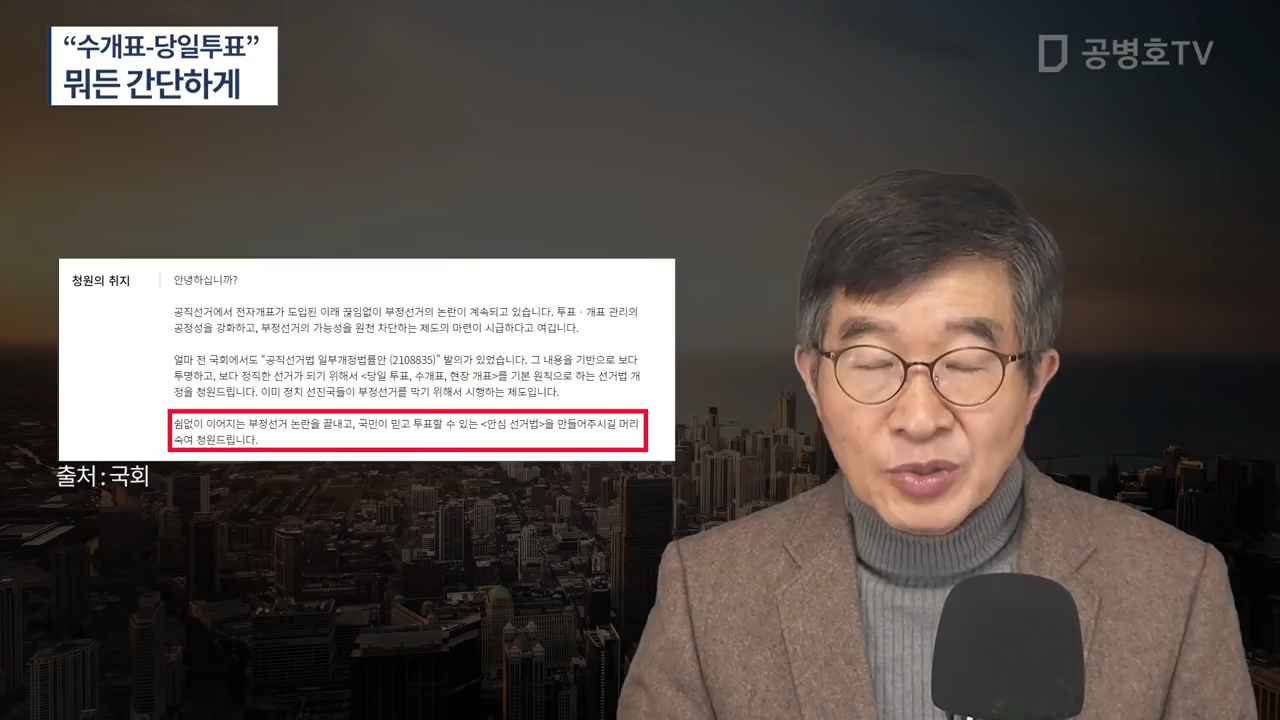 “수개표-당일투표”
뭐든 간단하게
공병호TV
청원의 취지
안녕하십니까?
공직선거에서 전자개표가 도입된 이래 끊임없이 부정선거의 논란이 계속되고 있습니다. 투표 · 개표 관리의
공정성을 강화하고, 부정선거의 가능성을 원천 차단하는 제도의 마련이 시급하다고 여깁니다.
얼마 전 국회에서도 “공직선거법 일부개정법률안 (2108835)” 발의가 있었습니다. 그 내용을 기반으로 보다
투명하고, 보다 정직한 선거가 되기 위해서 <당일 투표, 수개표, 현장 개표>를 기본 원칙으로 하는 선거법 개
정을 청원드립니다. 이미 정치 선진국들이 부정선거를 막기 위해서 시행하는 제도입니다.
쉼없이 이어지는 부정선거 논란을 끝내고, 국민이 믿고 투표할 수 있는 <안심 선거법>을 만들어주시길 머리
숙여 청원드립니다.
출처 : 국회